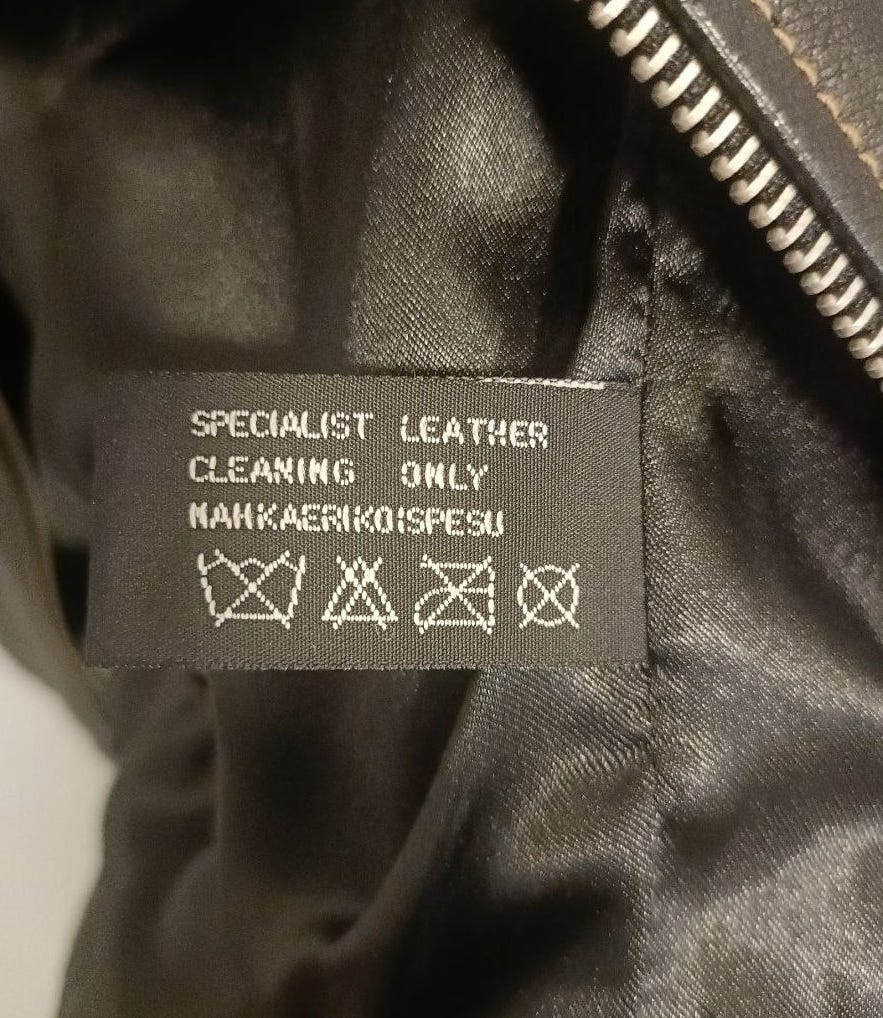 SPECIALIST LEATHER
CLEANING ONLY
NAHKAERIKOISPESU